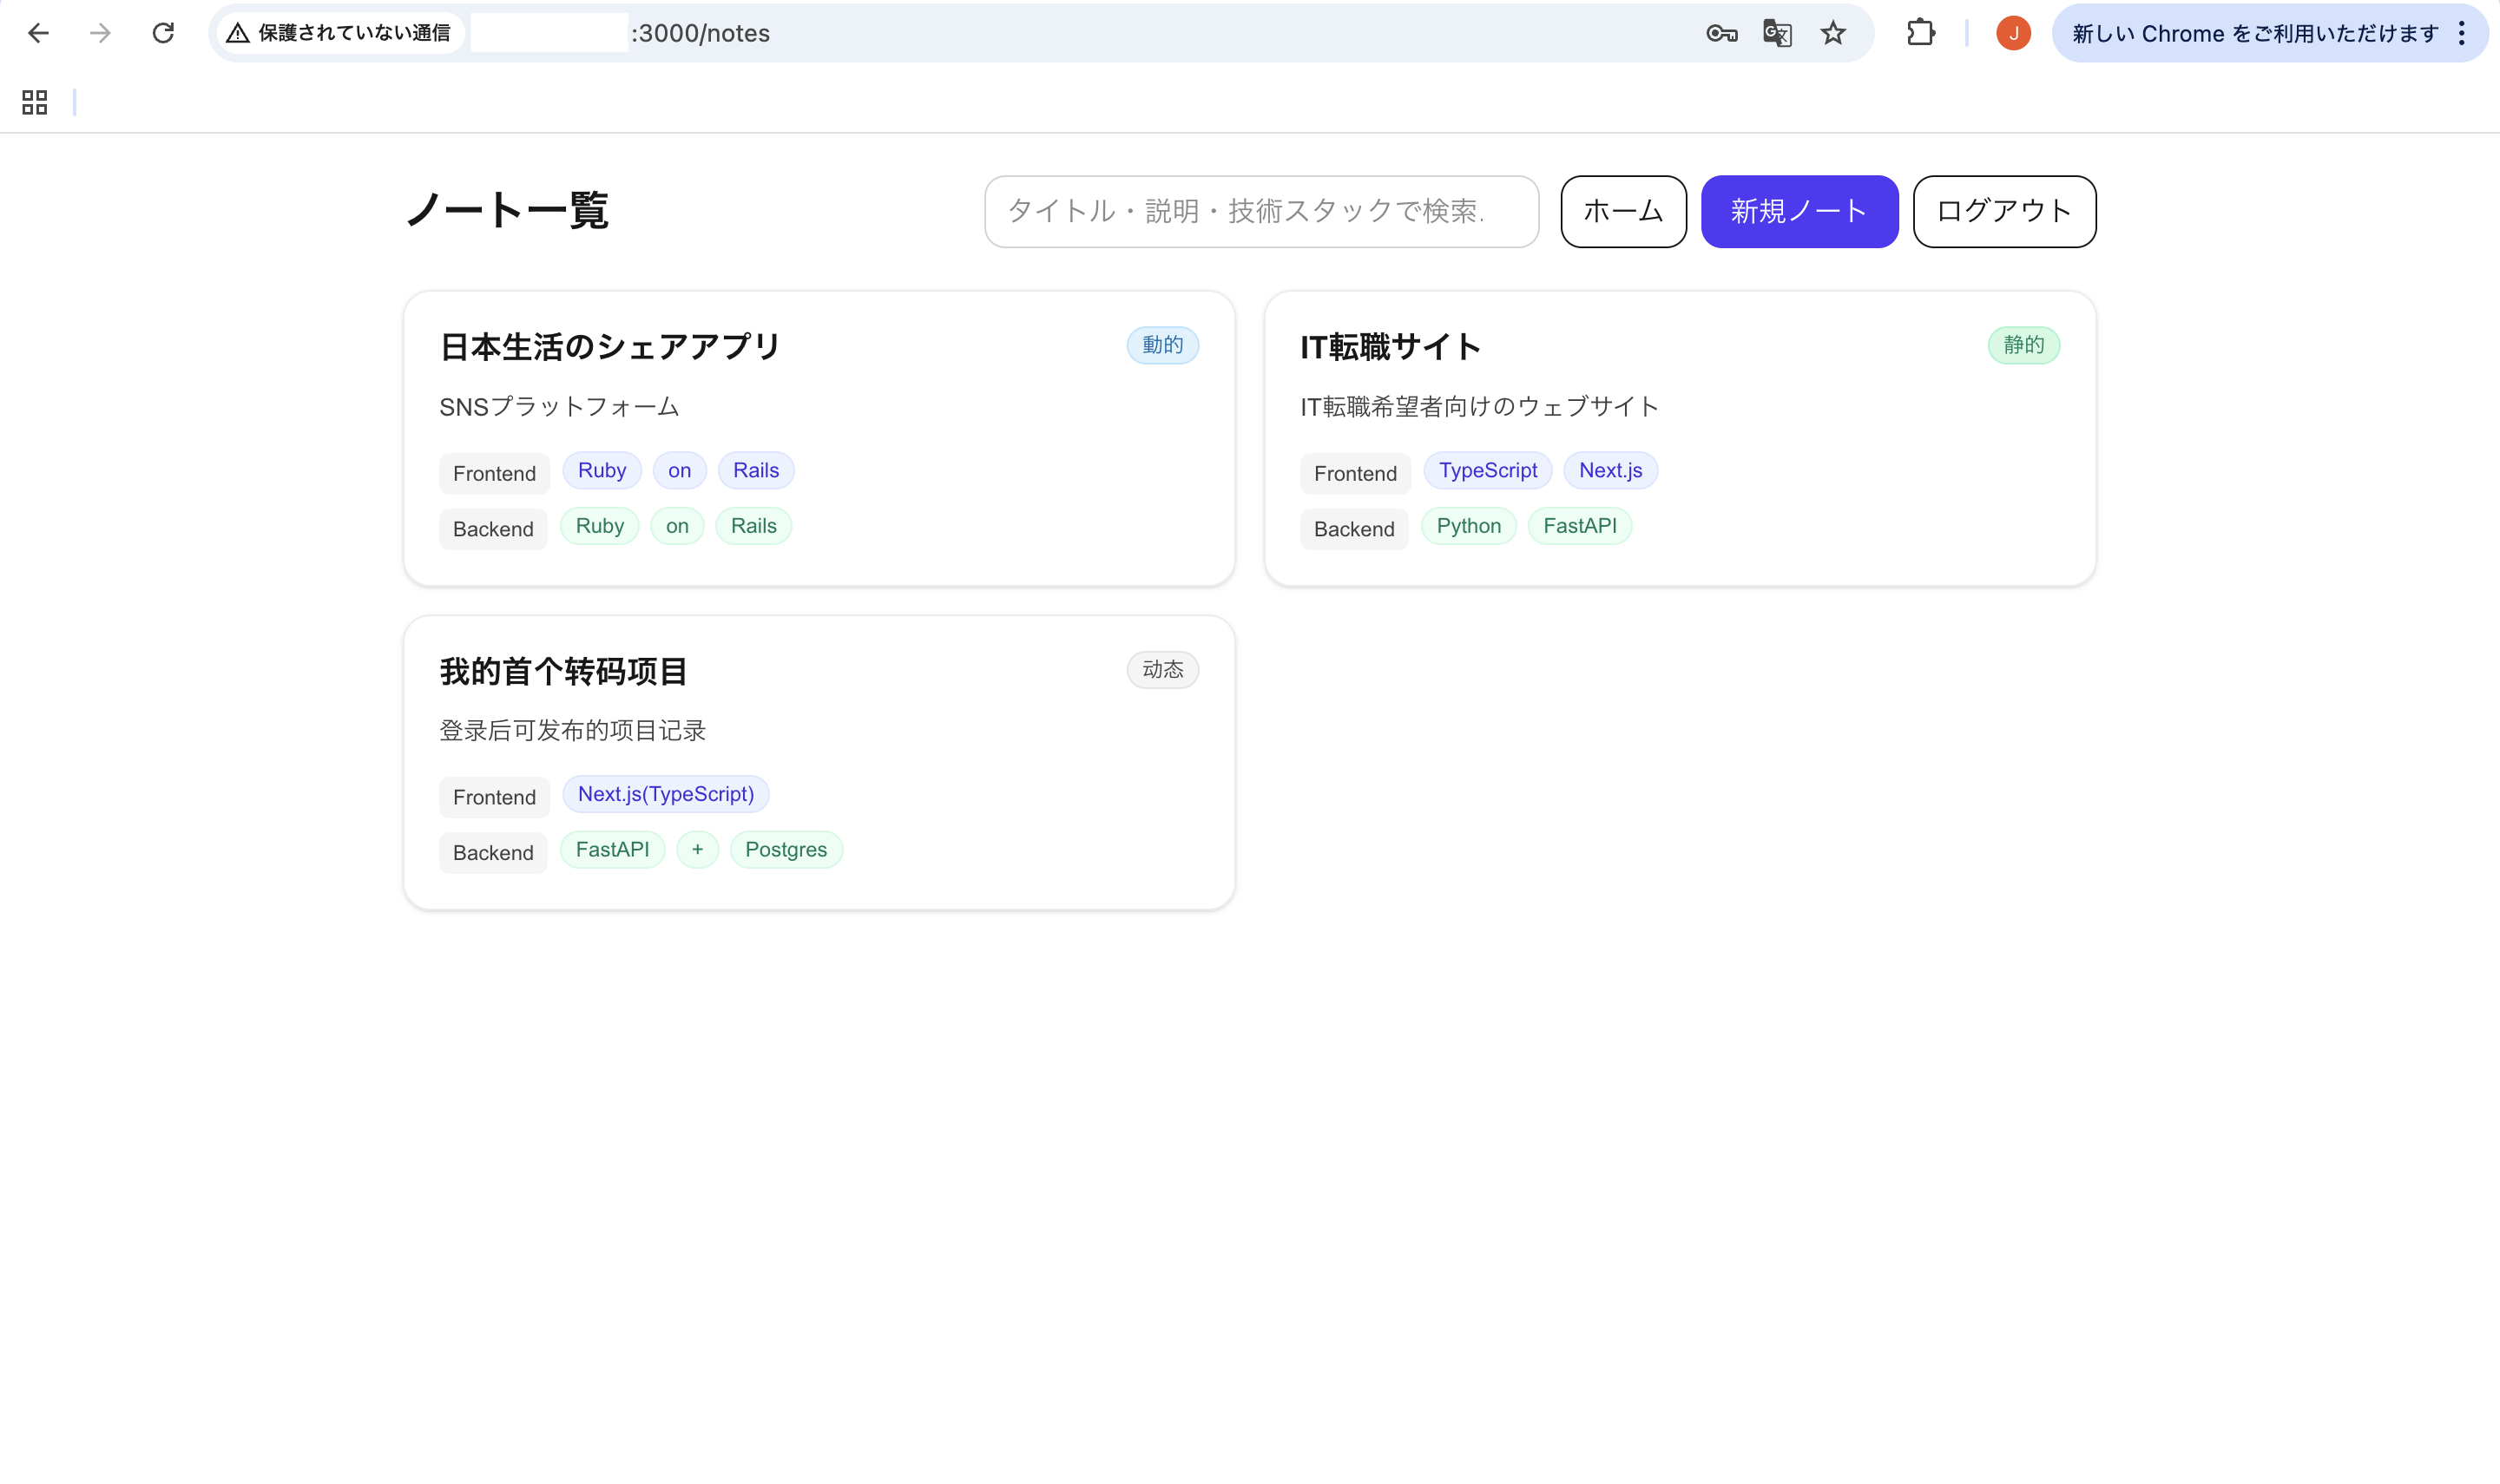 保護されていない通信 :3000/notes J 新しい Chrome をご利用いただけます
ノート一覧 タイトル・説明・技術スタックで検索. ホーム 新規ノート ログアウト
日本生活のシェアアプリ 動的
SNSプラットフォーム
Frontend Ruby on Rails
Backend Ruby on Rails
IT転職サイト 静的
IT転職希望者向けのウェブサイト
Frontend TypeScript Next.js
Backend Python FastAPI
我的首个转码项目 动态
登录后可发布的项目记录
Frontend Next.js(TypeScript)
Backend FastAPI + Postgres